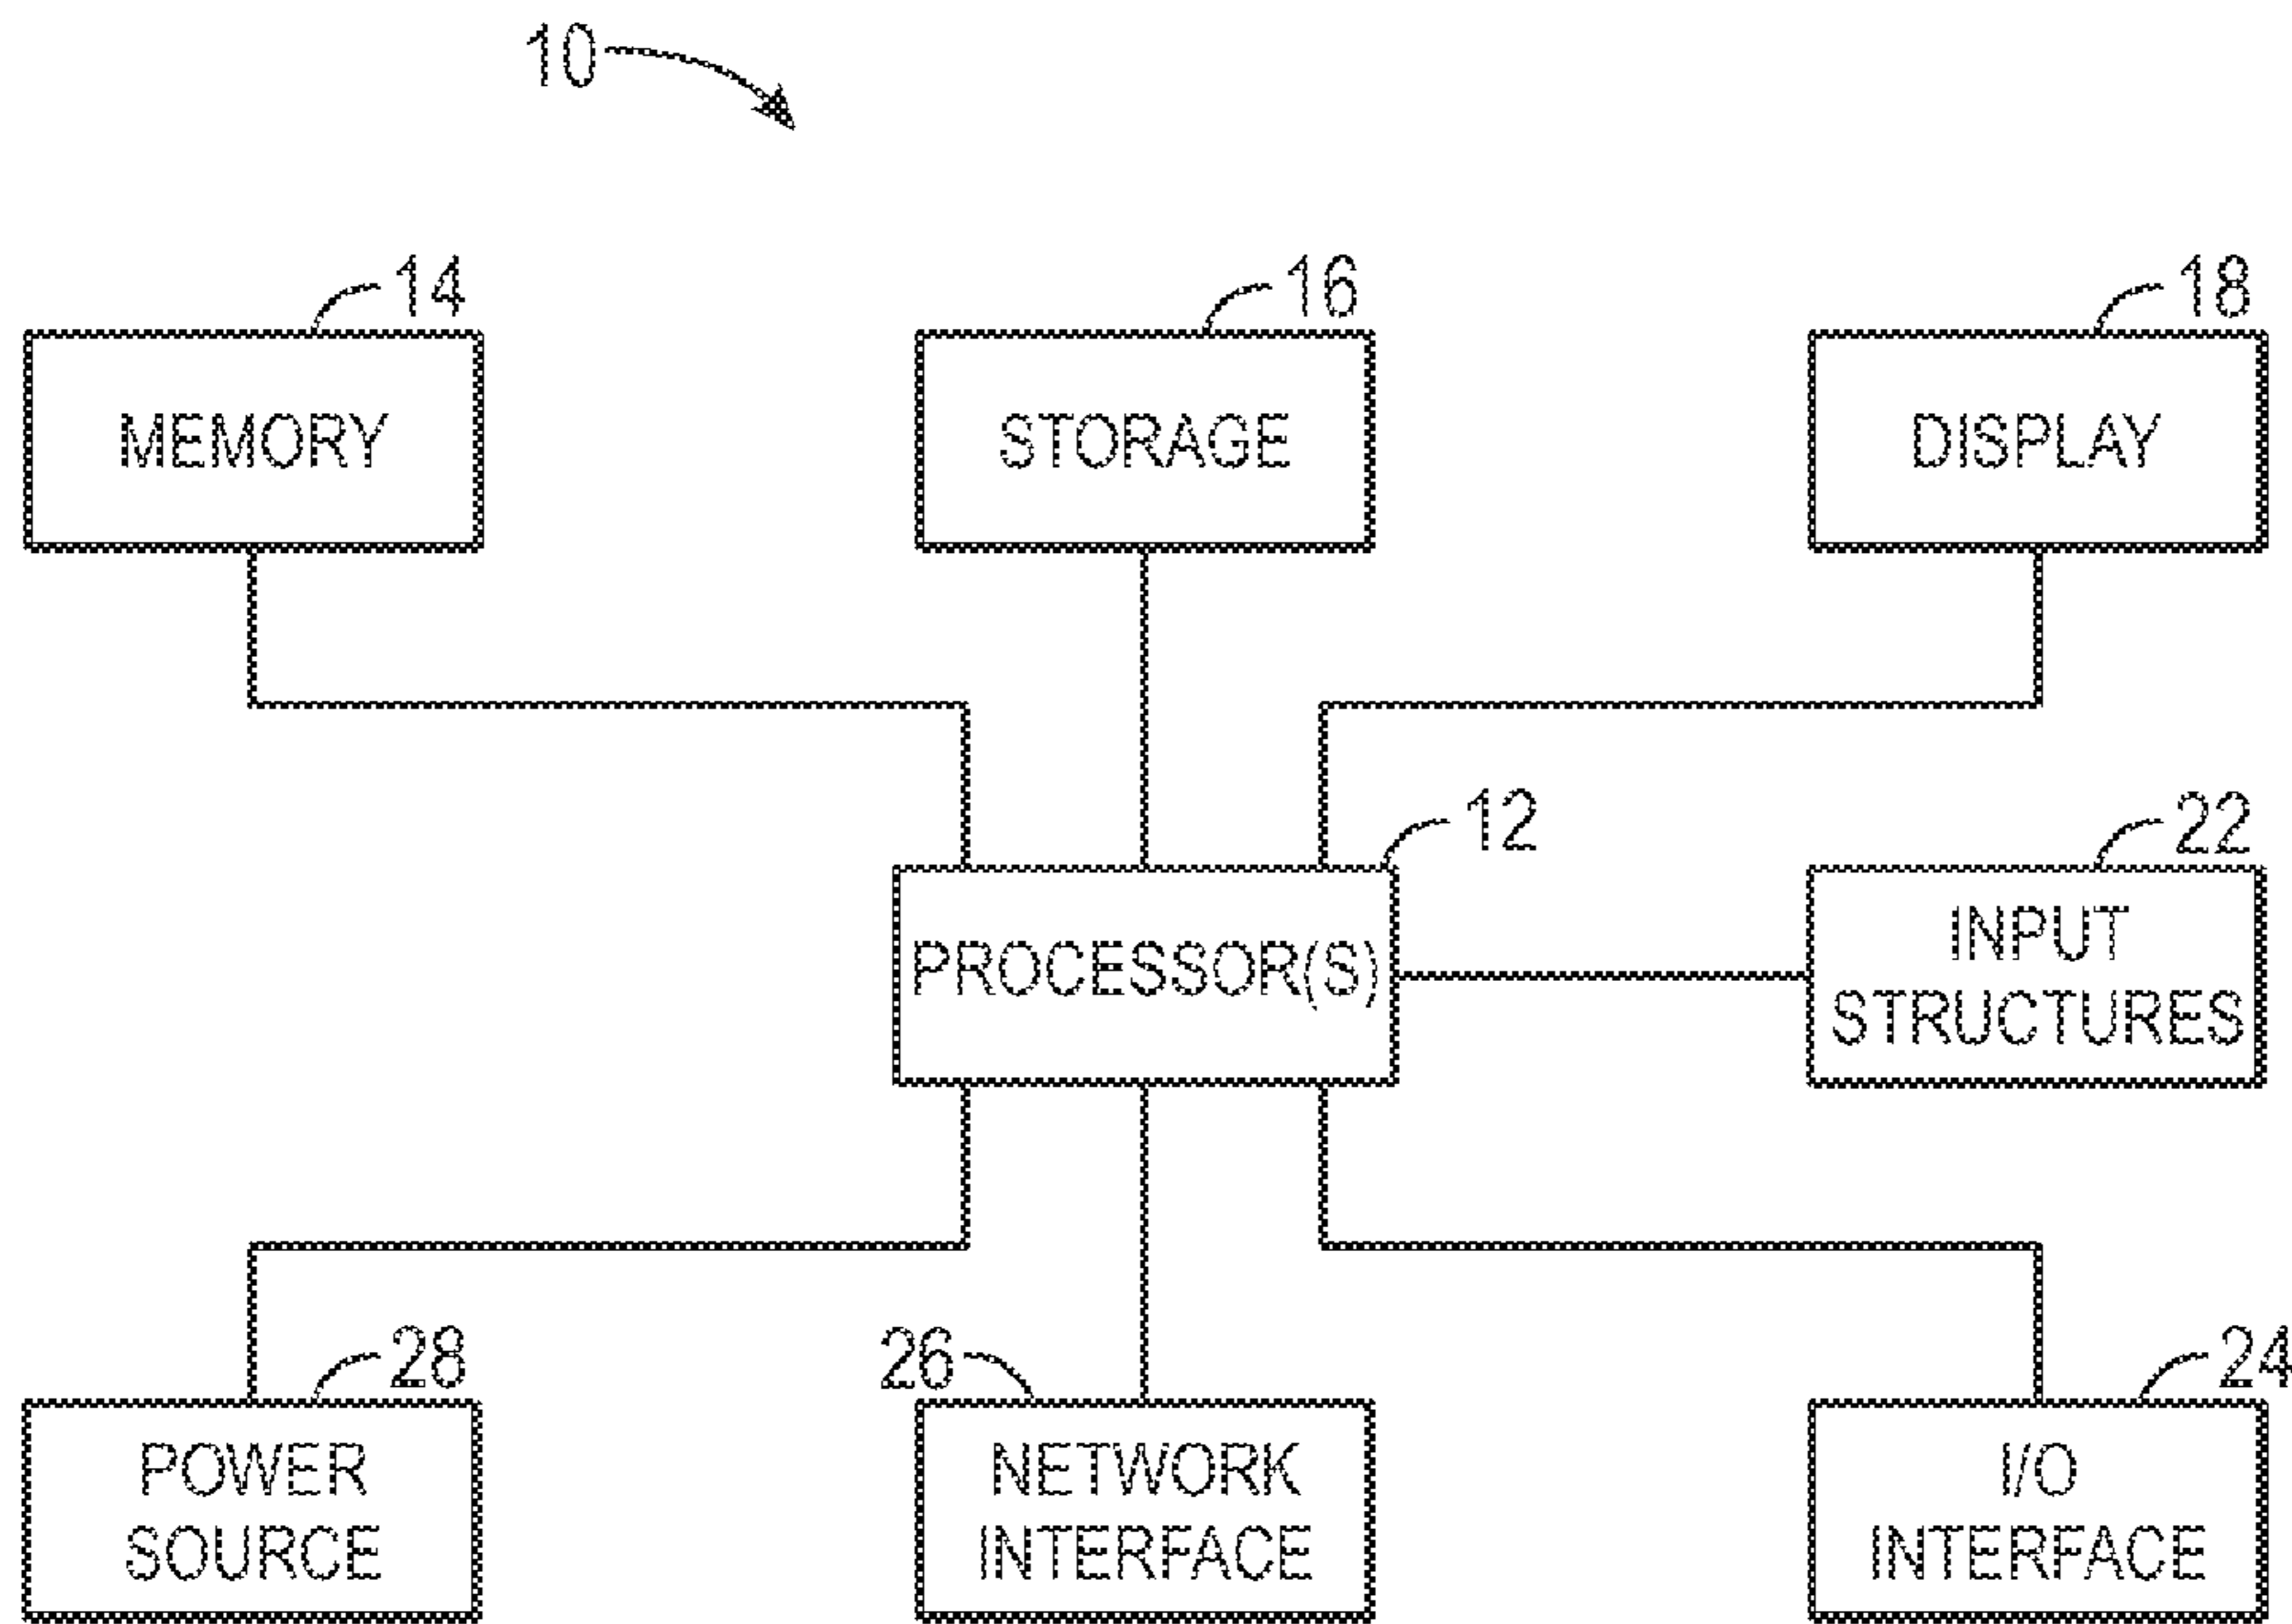 10
14
16
18
MEMORY
STORAGE
DISPLAY
12
22
PROCESSOR(S)
INPUT
STRUCTURES
28
26
24
POWER
SOURCE
NETWORK
INTERFACE
I/O
INTERFACE